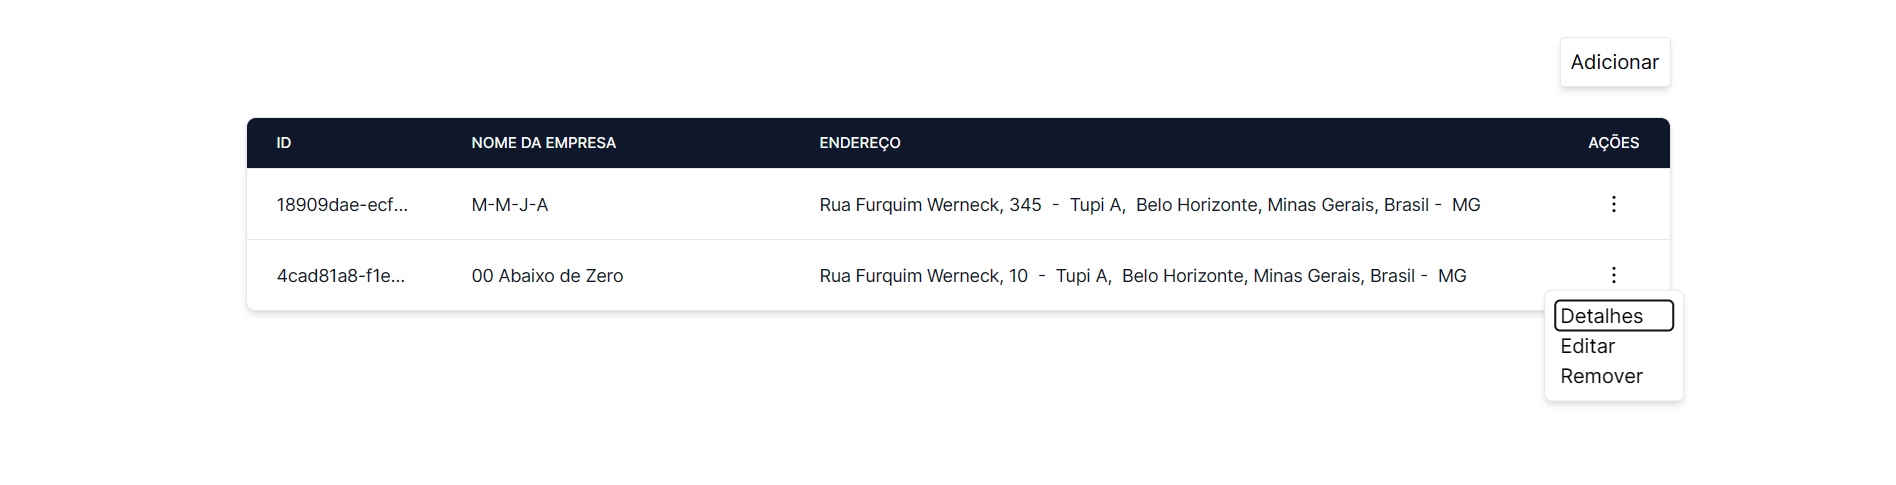 Adicionar
ID NOME DA EMPRESA ENDEREÇO AÇÕES
18909dae-ecf... M-M-J-A Rua Furquim Werneck, 345 - Tupi A, Belo Horizonte, Minas Gerais, Brasil - MG
4cad81a8-f1e... 00 Abaixo de Zero Rua Furquim Werneck, 10 - Tupi A, Belo Horizonte, Minas Gerais, Brasil - MG
Detalhes
Editar
Remover